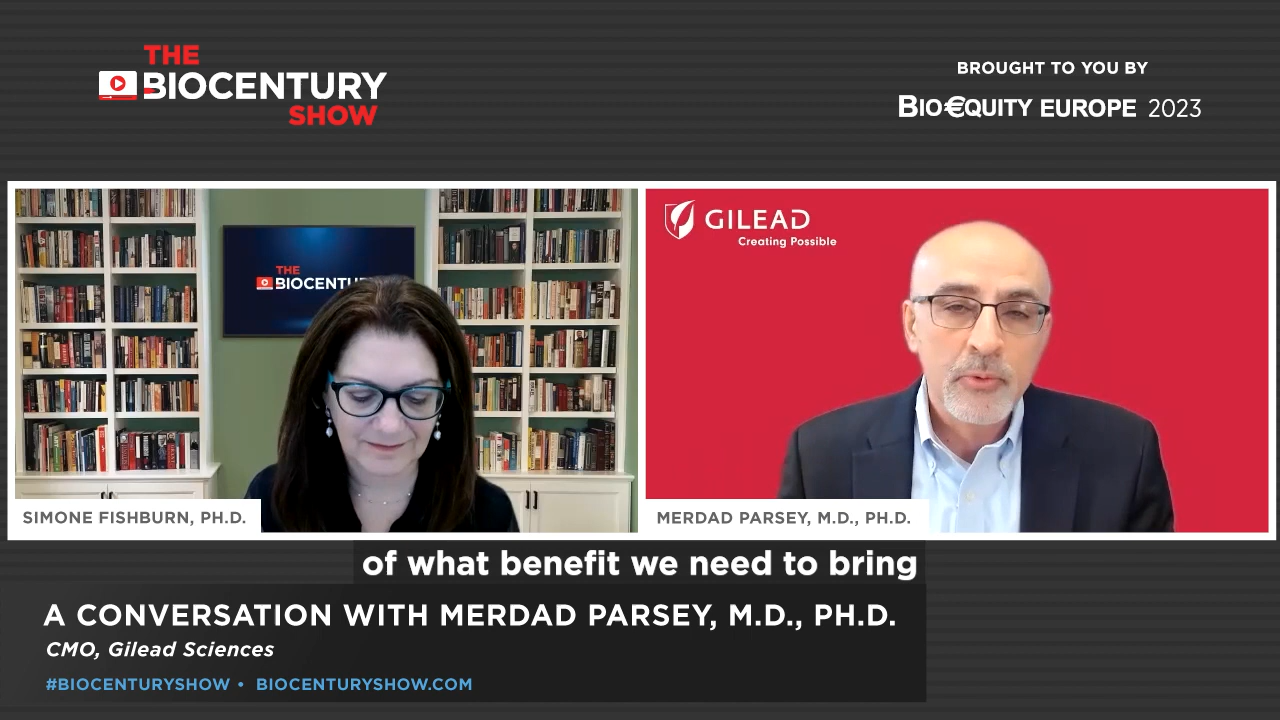 THE
BIOCENTURY
SHOW
BROUGHT TO YOU BY
BIO€QUITY EUROPE 2023
THE
BIOCENTU
GILEAD
Creating Possible
SIMONE FISHBURN, PH.D.
MERDAD PARSEY, M.D., PH.D.
of what benefit we need to bring
A CONVERSATION WITH MERDAD PARSEY, M.D., PH.D.
CMO, Gilead Sciences
#BIOCENTURYSHOW • BIOCENTURYSHOW.COM